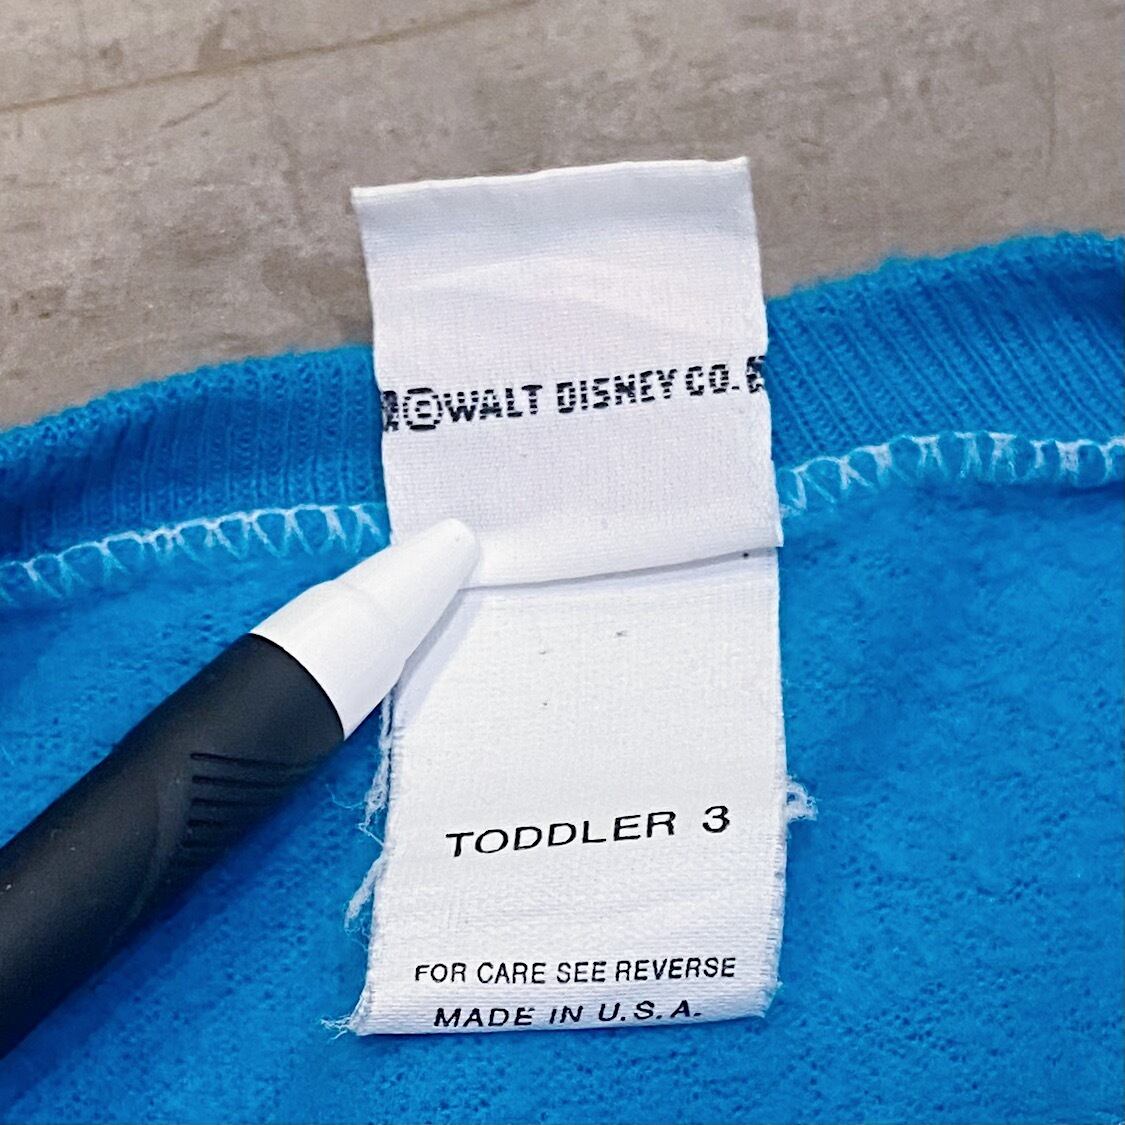 ©WALT DISNEY CO.
TODDLER 3
FOR CARE SEE REVERSE
MADE IN U.S.A.